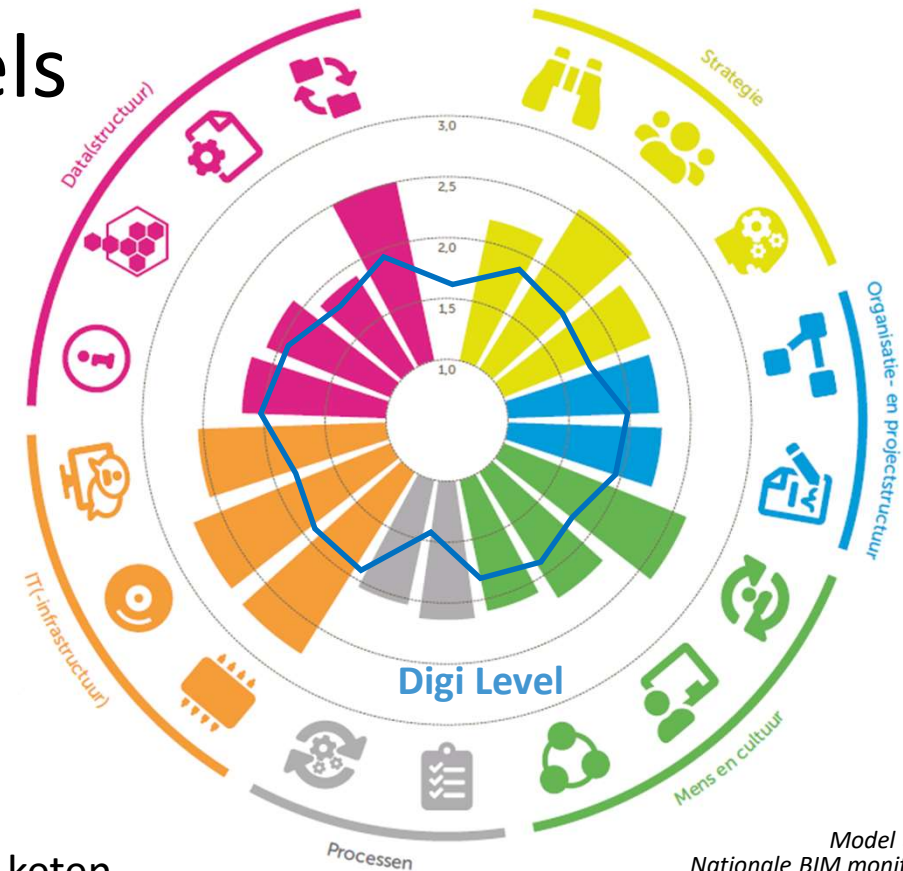 els
Data(structuur)
Strategie
3,0
2,5
2,0
1,5
1,0
Organisatie- en projectstructuur
IT(-infrastructuur)
Digi Level
Mens en cultuur
Processen
keten
Model
Nationale BIM monit